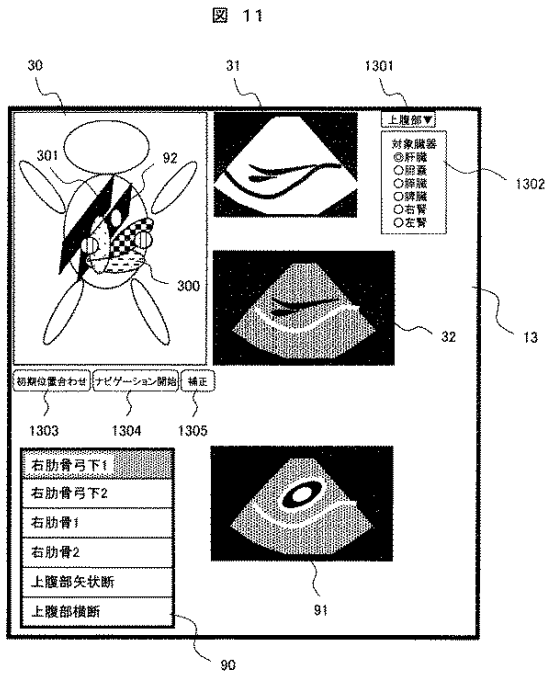 図 11
30
31
1301
上腹部▼
301
92
対象臓器
◎肝臓
○胆嚢
○膵臓
○脾臓
○右腎
○左腎
1302
300
32
13
初期位置合わせ
ナビゲーション開始
補正
1303
1304
1305
右肋骨弓下1
右肋骨弓下2
右肋骨1
右肋骨2
上腹部矢状断
上腹部横断
91
90